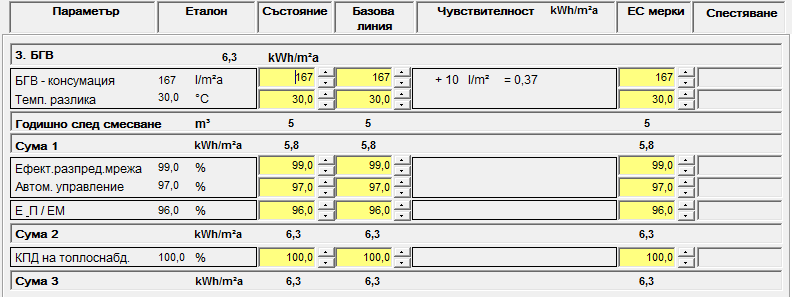 Параметър Еталон Състояние Базова линия Чувствителност kWh/m²a ЕС мерки Спестяване
3. БГВ 6,3 kWh/m²a
БГВ - консумация 167 l/m²a 167 167 + 10 l/m² = 0,37 167
Темп. разлика 30,0 °C 30,0 30,0 30,0
Годишно след смесване m³ 5 5 5
Сума 1 kWh/m²a 5,8 5,8 5,8
Ефект.разпред.мрежа 99,0 % 99,0 99,0 99,0
Автом. управление 97,0 % 97,0 97,0 97,0
Е_П / ЕМ 96,0 % 96,0 96,0 96,0
Сума 2 kWh/m²a 6,3 6,3 6,3
КПД на топлоснабд. 100,0 % 100,0 100,0 100,0
Сума 3 kWh/m²a 6,3 6,3 6,3